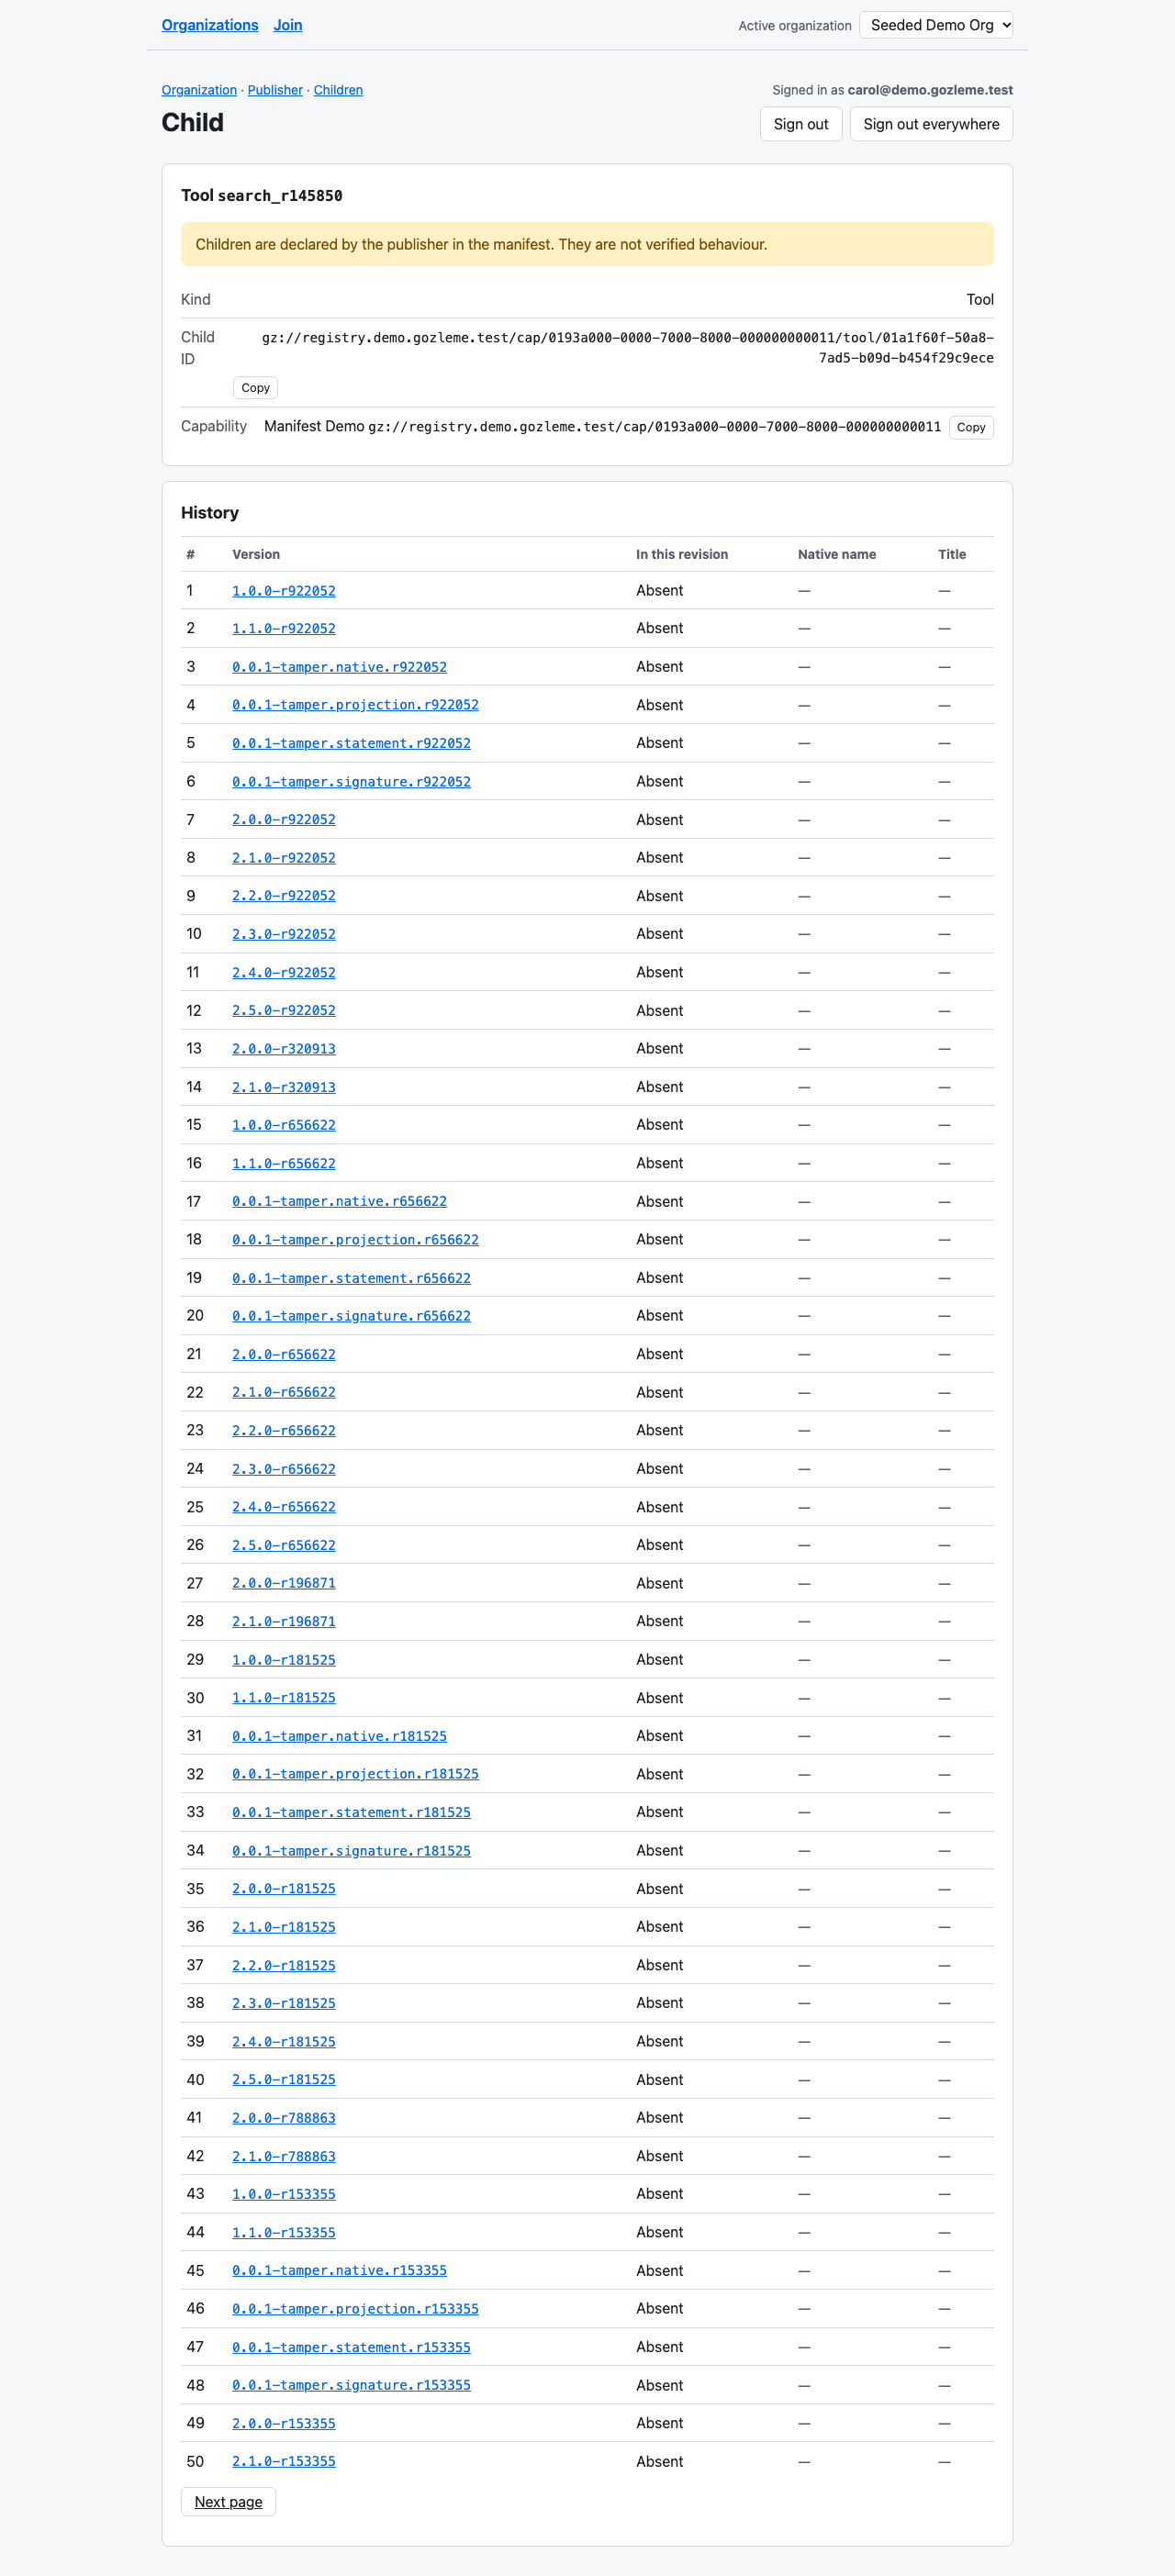 Organizations Join Active organization Seeded Demo Org
Organization · Publisher · Children Signed in as carol@demo.gozleme.test
Child Sign out Sign out everywhere
Tool search_r145850
Children are declared by the publisher in the manifest. They are not verified behaviour.
Kind Tool
Child ID gz://registry.demo.gozleme.test/cap/0193a000-0000-7000-8000-000000000011/tool/01a1f60f-50a8-
7ad5-b09d-b454f29c9ece
Copy
Capability Manifest Demo gz://registry.demo.gozleme.test/cap/0193a000-0000-7000-8000-000000000011 Copy
History
# Version In this revision Native name Title
1 1.0.0-r922052 Absent — —
2 1.1.0-r922052 Absent — —
3 0.0.1-tamper.native.r922052 Absent — —
4 0.0.1-tamper.projection.r922052 Absent — —
5 0.0.1-tamper.statement.r922052 Absent — —
6 0.0.1-tamper.signature.r922052 Absent — —
7 2.0.0-r922052 Absent — —
8 2.1.0-r922052 Absent — —
9 2.2.0-r922052 Absent — —
10 2.3.0-r922052 Absent — —
11 2.4.0-r922052 Absent — —
12 2.5.0-r922052 Absent — —
13 2.0.0-r320913 Absent — —
14 2.1.0-r320913 Absent — —
15 1.0.0-r656622 Absent — —
16 1.1.0-r656622 Absent — —
17 0.0.1-tamper.native.r656622 Absent — —
18 0.0.1-tamper.projection.r656622 Absent — —
19 0.0.1-tamper.statement.r656622 Absent — —
20 0.0.1-tamper.signature.r656622 Absent — —
21 2.0.0-r656622 Absent — —
22 2.1.0-r656622 Absent — —
23 2.2.0-r656622 Absent — —
24 2.3.0-r656622 Absent — —
25 2.4.0-r656622 Absent — —
26 2.5.0-r656622 Absent — —
27 2.0.0-r196871 Absent — —
28 2.1.0-r196871 Absent — —
29 1.0.0-r181525 Absent — —
30 1.1.0-r181525 Absent — —
31 0.0.1-tamper.native.r181525 Absent — —
32 0.0.1-tamper.projection.r181525 Absent — —
33 0.0.1-tamper.statement.r181525 Absent — —
34 0.0.1-tamper.signature.r181525 Absent — —
35 2.0.0-r181525 Absent — —
36 2.1.0-r181525 Absent — —
37 2.2.0-r181525 Absent — —
38 2.3.0-r181525 Absent — —
39 2.4.0-r181525 Absent — —
40 2.5.0-r181525 Absent — —
41 2.0.0-r788863 Absent — —
42 2.1.0-r788863 Absent — —
43 1.0.0-r153355 Absent — —
44 1.1.0-r153355 Absent — —
45 0.0.1-tamper.native.r153355 Absent — —
46 0.0.1-tamper.projection.r153355 Absent — —
47 0.0.1-tamper.statement.r153355 Absent — —
48 0.0.1-tamper.signature.r153355 Absent — —
49 2.0.0-r153355 Absent — —
50 2.1.0-r153355 Absent — —
Next page